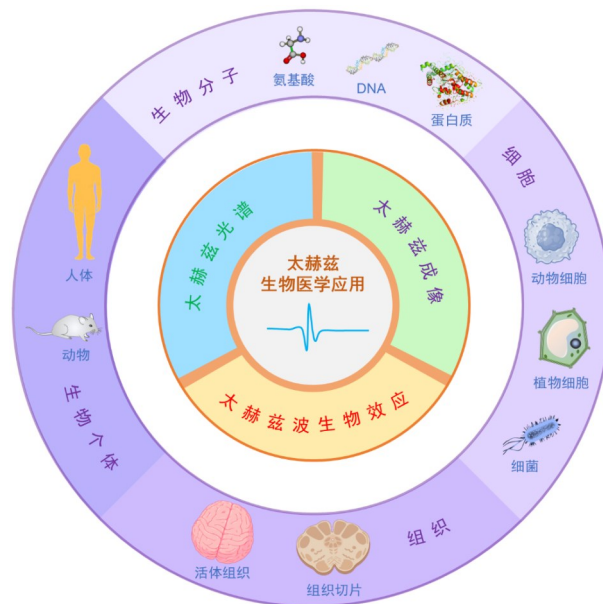 生物分子
氨基酸
DNA
蛋白质
细胞
动物细胞
植物细胞
细菌
组织
组织切片
活体组织
生物个体
动物
人体
太赫兹光谱
太赫兹成像
太赫兹波生物效应
太赫兹
生物医学应用